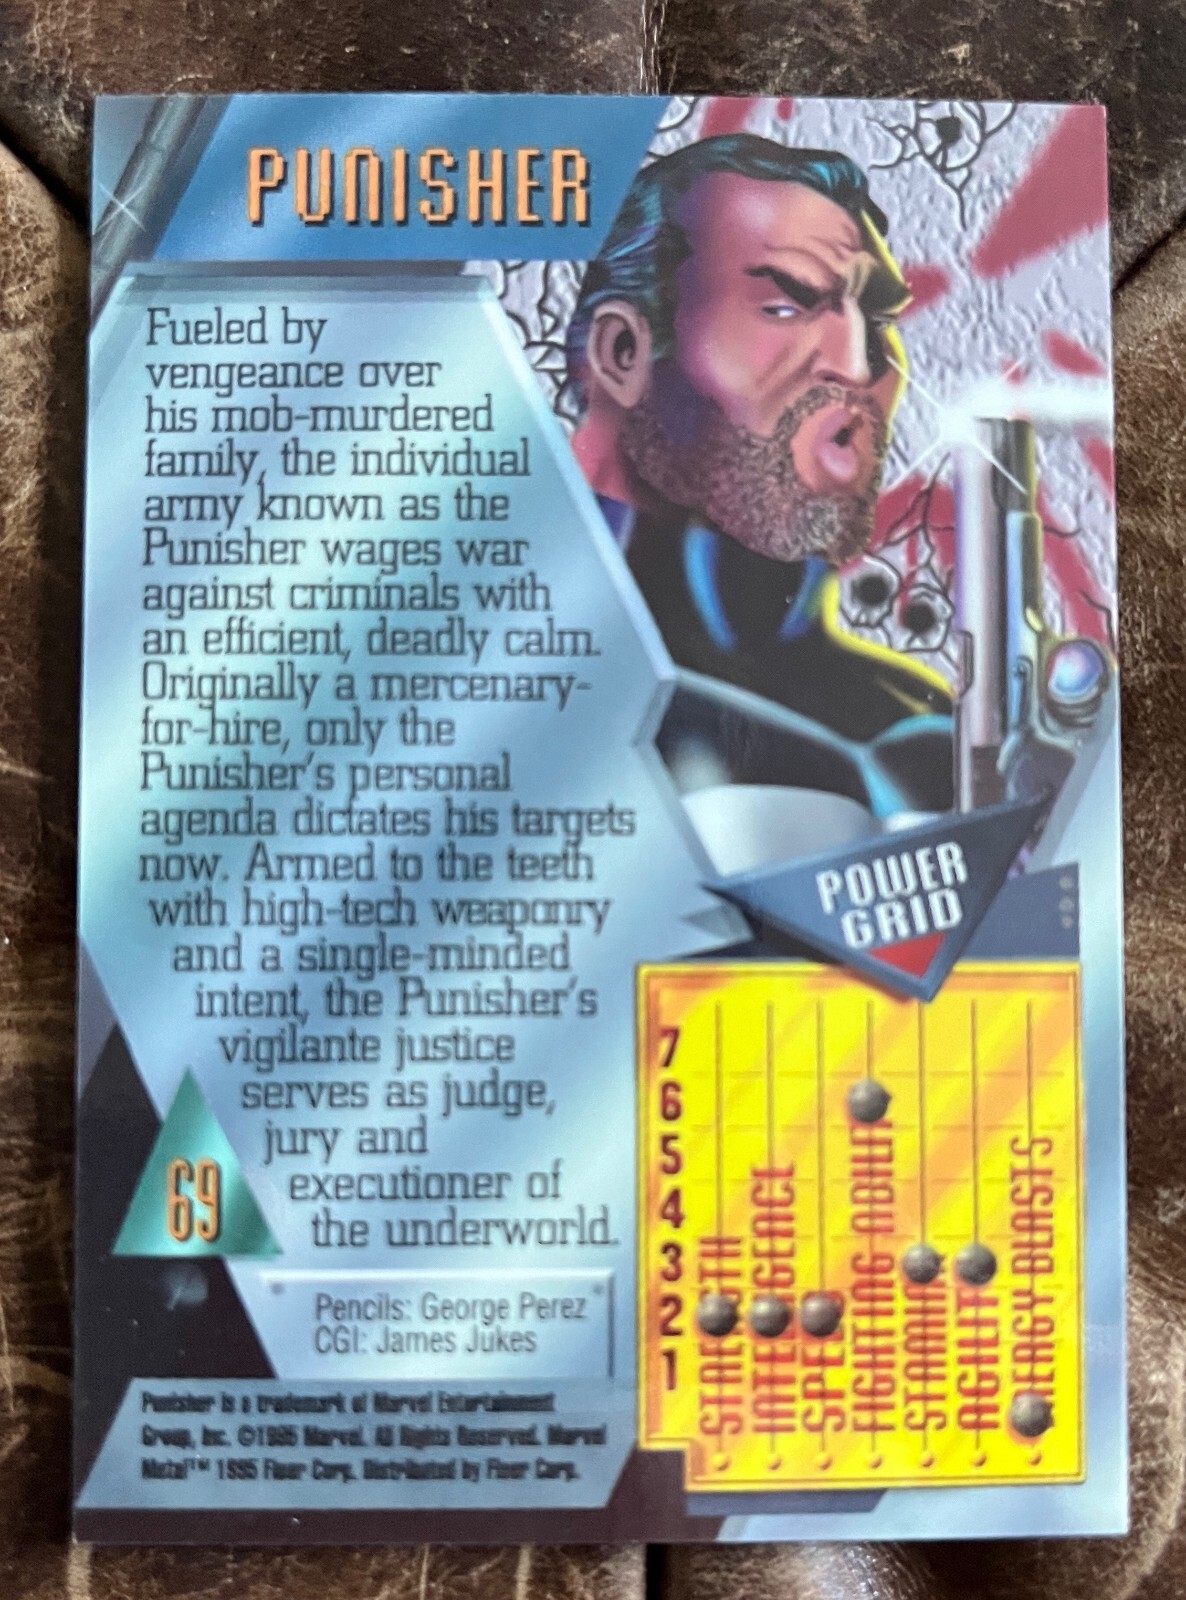 PUNISHER
Fueled by
vengeance over
his mob-murdered
family, the individual
army known as the
Punisher wages war
against criminals with
an efficient, deadly calm.
Originally a mercenary-
for-hire, only the
Punisher's personal
agenda dictates his targets
now. Armed to the teeth
with high-tech weaponry
and a single-minded
intent, the Punisher's
vigilante justice
serves as judge,
jury and
executioner of
the underworld.
69
Pencils: George Perez
CGI: James Jukes
Punisher is a trademark of Marvel Entertainment
Group, Inc. ©1995 Marvel. All Rights Reserved. Marvel
Metal™ 1995 Fleer Corp. Distributed by Fleer Corp.
POWER
GRID
7
6
5
4
3
2
1
STRENGTH
INTELLIGENCE
SPEED
FIGHTING ABILITY
STAMINA
AGILITY
ENERGY BLASTS